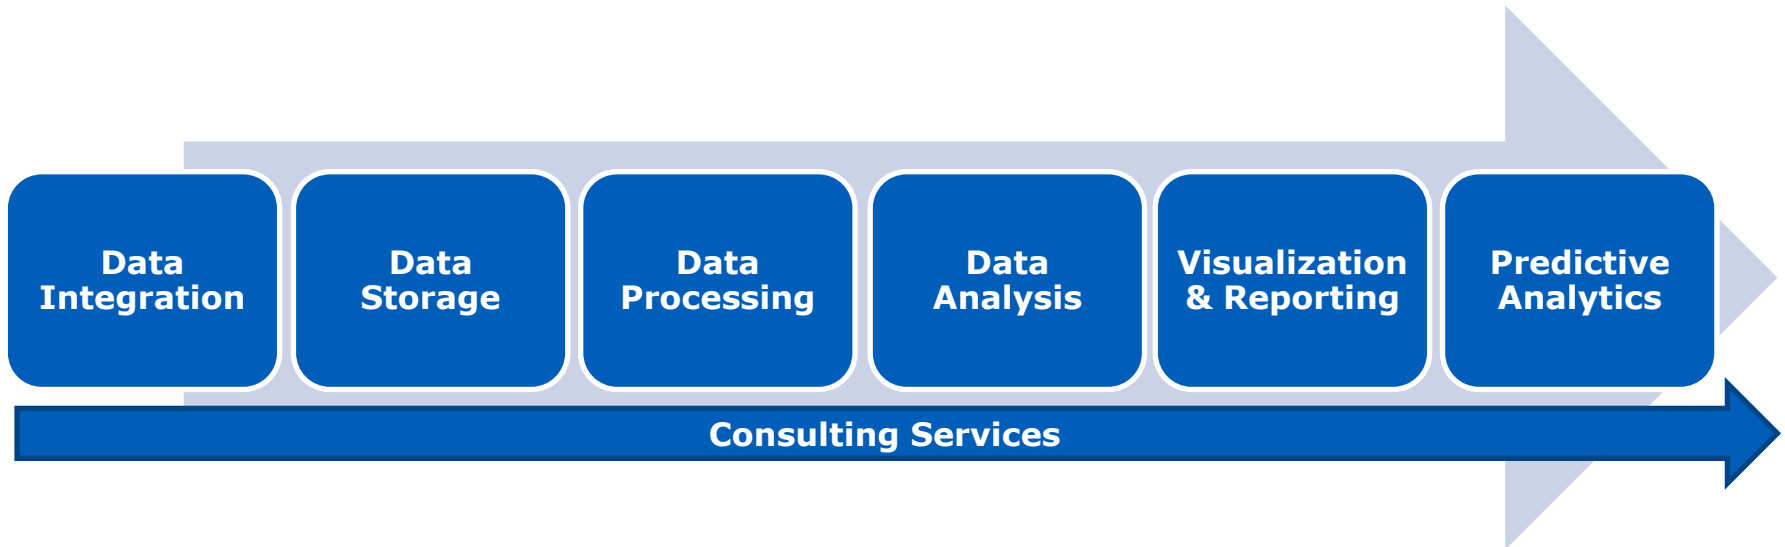 Data
Integration
Data
Storage
Data
Processing
Data
Analysis
Visualization
& Reporting
Predictive
Analytics
Consulting Services